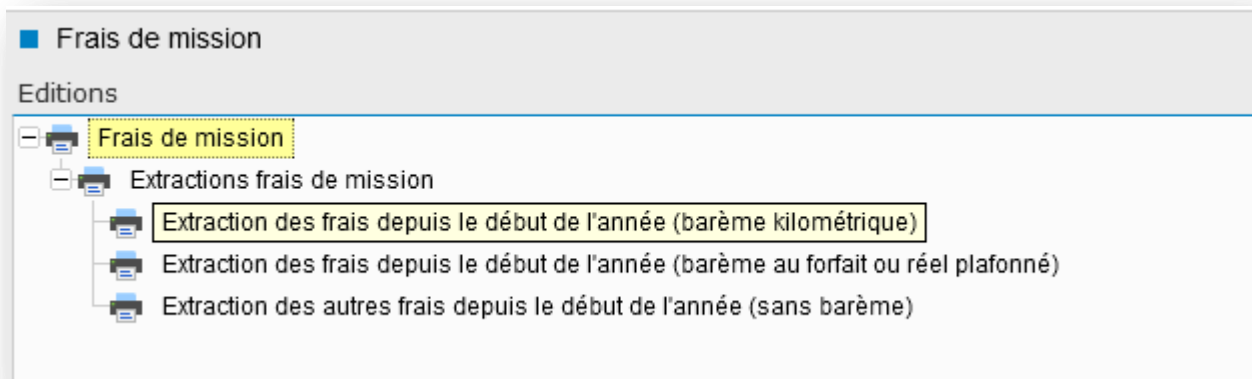 Frais de mission
Editions
Frais de mission
Extractions frais de mission
Extraction des frais depuis le début de l'année (barème kilométrique)
Extraction des frais depuis le début de l'année (barème au forfait ou réel plafonné)
Extraction des autres frais depuis le début de l'année (sans barème)